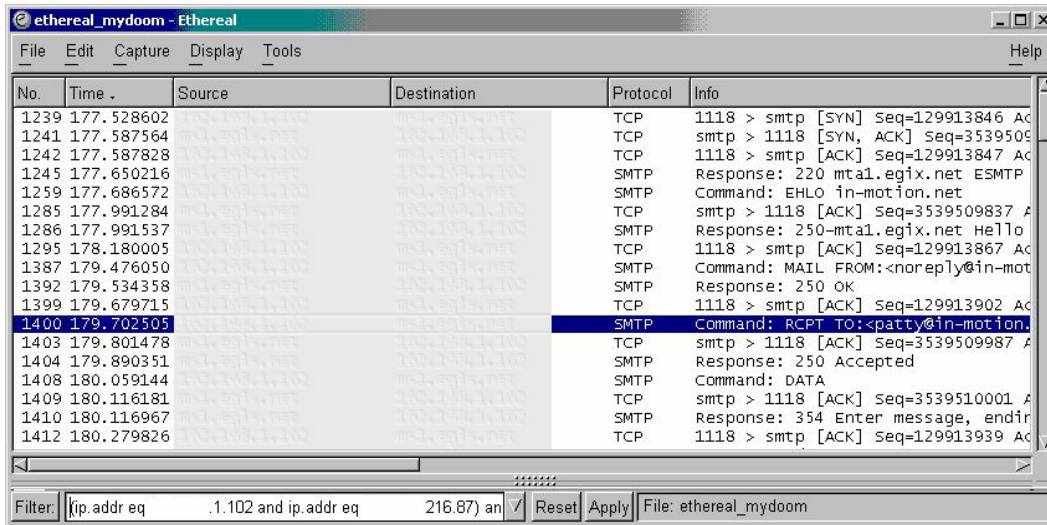 ethereal_mydoom - Ethereal
File Edit Capture Display Tools Help
No. Time Source Destination Protocol Info
1239 177.528602 TCP 1118 > smtp [SYN] Seq=129913846 Ac
1241 177.587564 TCP smtp > 1118 [SYN, ACK] Seq=3539509
1242 177.587828 TCP 1118 > smtp [ACK] Seq=129913847 Ac
1245 177.650216 SMTP Response: 220 mta1.egix.net ESMTP
1259 177.686572 SMTP Command: EHLO in-motion.net
1285 177.991284 TCP smtp > 1118 [ACK] Seq=3539509837 A
1286 177.991537 SMTP Response: 250-mta1.egix.net Hello
1295 178.180005 TCP 1118 > smtp [ACK] Seq=129913867 Ac
1387 179.476050 SMTP Command: MAIL FROM:<noreply@in-mot
1392 179.534358 SMTP Response: 250 OK
1399 179.679715 TCP 1118 > smtp [ACK] Seq=129913902 Ac
1400 179.702505 SMTP Command: RCPT TO:<patty@in-motion.
1403 179.801478 TCP smtp > 1118 [ACK] Seq=3539509987 A
1404 179.890351 SMTP Response: 250 Accepted
1408 180.059144 SMTP Command: DATA
1409 180.116181 TCP smtp > 1118 [ACK] Seq=3539510001 A
1410 180.116967 SMTP Response: 354 Enter message, endin
1412 180.279826 TCP 1118 > smtp [ACK] Seq=129913939 Ac
Filter: (ip.addr eq .1.102 and ip.addr eq 216.87) an Reset Apply File: ethereal_mydoom